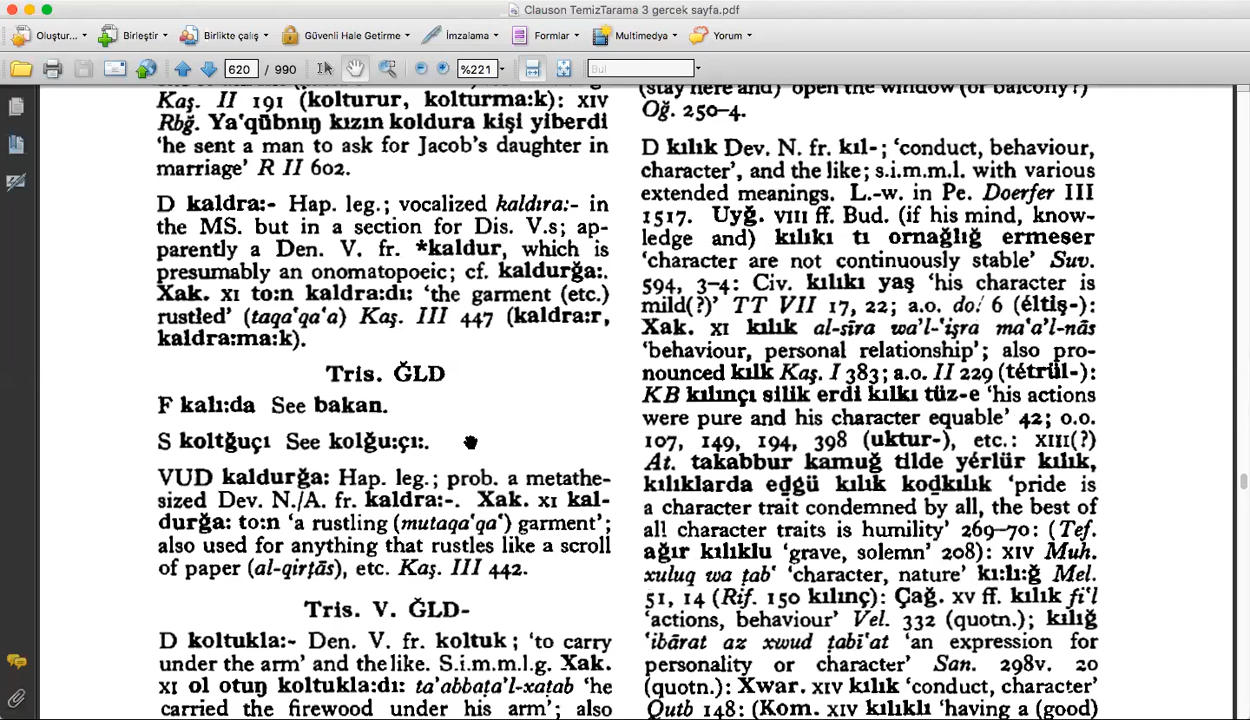 Clauson TemizTarama 3 gercek sayfa.pdf
Oluştur... Birleştir Birlikte çalış Güvenli Hale Getirme İmzalama Formlar Multimedya Yorum
620 / 990 %221 Bul
Kaş. II 191 (kolturur, kolturma:k): XIV
Rbğ. Ya'qūbnıŋ kızın koldura kişi yiberdi
'he sent a man to ask for Jacob's daughter in
marriage' R II 602.
D kaldra:- Hap. leg.; vocalized kaldıra:- in
the MS. but in a section for Dis. V.s; ap-
parently a Den. V. fr. *kaldur, which is
presumably an onomatopoeic; cf. kaldurğa:.
Xak. XI to:n kaldra:dı: 'the garment (etc.)
rustled' (taqa'qa'a) Kaş. III 447 (kaldra:r,
kaldra:ma:k).
Tris. ĞLD
F kalı:da See bakan.
S koltğuçı See kolğu:çı:.
VUD kaldurğa: Hap. leg.; prob. a metathe-
sized Dev. N./A. fr. kaldra:-. Xak. XI kal-
durğa: to:n 'a rustling (mutaqa'qa') garment';
also used for anything that rustles like a scroll
of paper (al-qirṭās), etc. Kaş. III 442.
Tris. V. ĞLD-
D koltukla:- Den. V. fr. koltuk; 'to carry
under the arm' and the like. S.i.m.m.l.g. Xak.
XI ol otuŋ koltukla:dı: ta'abbaṭa'l-xaṭab 'he
carried the firewood under his arm'; also
(stay here and) open the window (or balcony?)
Oğ. 250–4.
D kılık Dev. N. fr. kıl-; 'conduct, behaviour,
character', and the like; s.i.m.m.l. with various
extended meanings. L.-w. in Pe. Doerfer III
1517. Uyğ. VIII ff. Bud. (if his mind, know-
ledge and) kılıkı tı ornağlığ ermeser
'character are not continuously stable' Suv.
594, 3–4: Civ. kılıkı yaş 'his character is
mild(?)' TT VII 17, 22; a.o. do. 6 (éltiş-):
Xak. XI kılık al-sīra wa'l-'işra ma'a'l-nās
'behaviour, personal relationship'; also pro-
nounced kılk Kaş. I 383; a.o. II 229 (tétrül-):
KB kılınçı silik erdi kılkı tüz-e 'his actions
were pure and his character equable' 42; o.o.
107, 149, 194, 398 (uktur-), etc.: XIII(?)
At. takabbur kamuğ tilde yérlür kılık,
kılıklarda eḏgü kılık koḏkılık 'pride is
a character trait condemned by all, the best of
all character traits is humility' 269–70: (Tef.
ağır kılıklu 'grave, solemn' 208): XIV Muh.
xuluq wa ṭab' 'character, nature' kı:lı:ğ Mel.
51, 14 (Rif. 150 kılınç): Çağ. XV ff. kılık fi'l
'actions, behaviour' Vel. 332 (quotn.); kılığ
'ibārat az xwud ṭabī'at 'an expression for
personality or character' San. 298v. 20
(quotn.): Xwar. XIV kılık 'conduct, character'
Qutb 148: (Kom. XIV kılıklı 'having a (good)